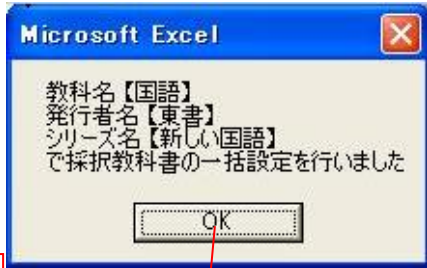 Microsoft Excel
教科名【国語】
発行者名【東書】
シリーズ名【新しい国語】
で採択教科書の一括設定を行いました
OK